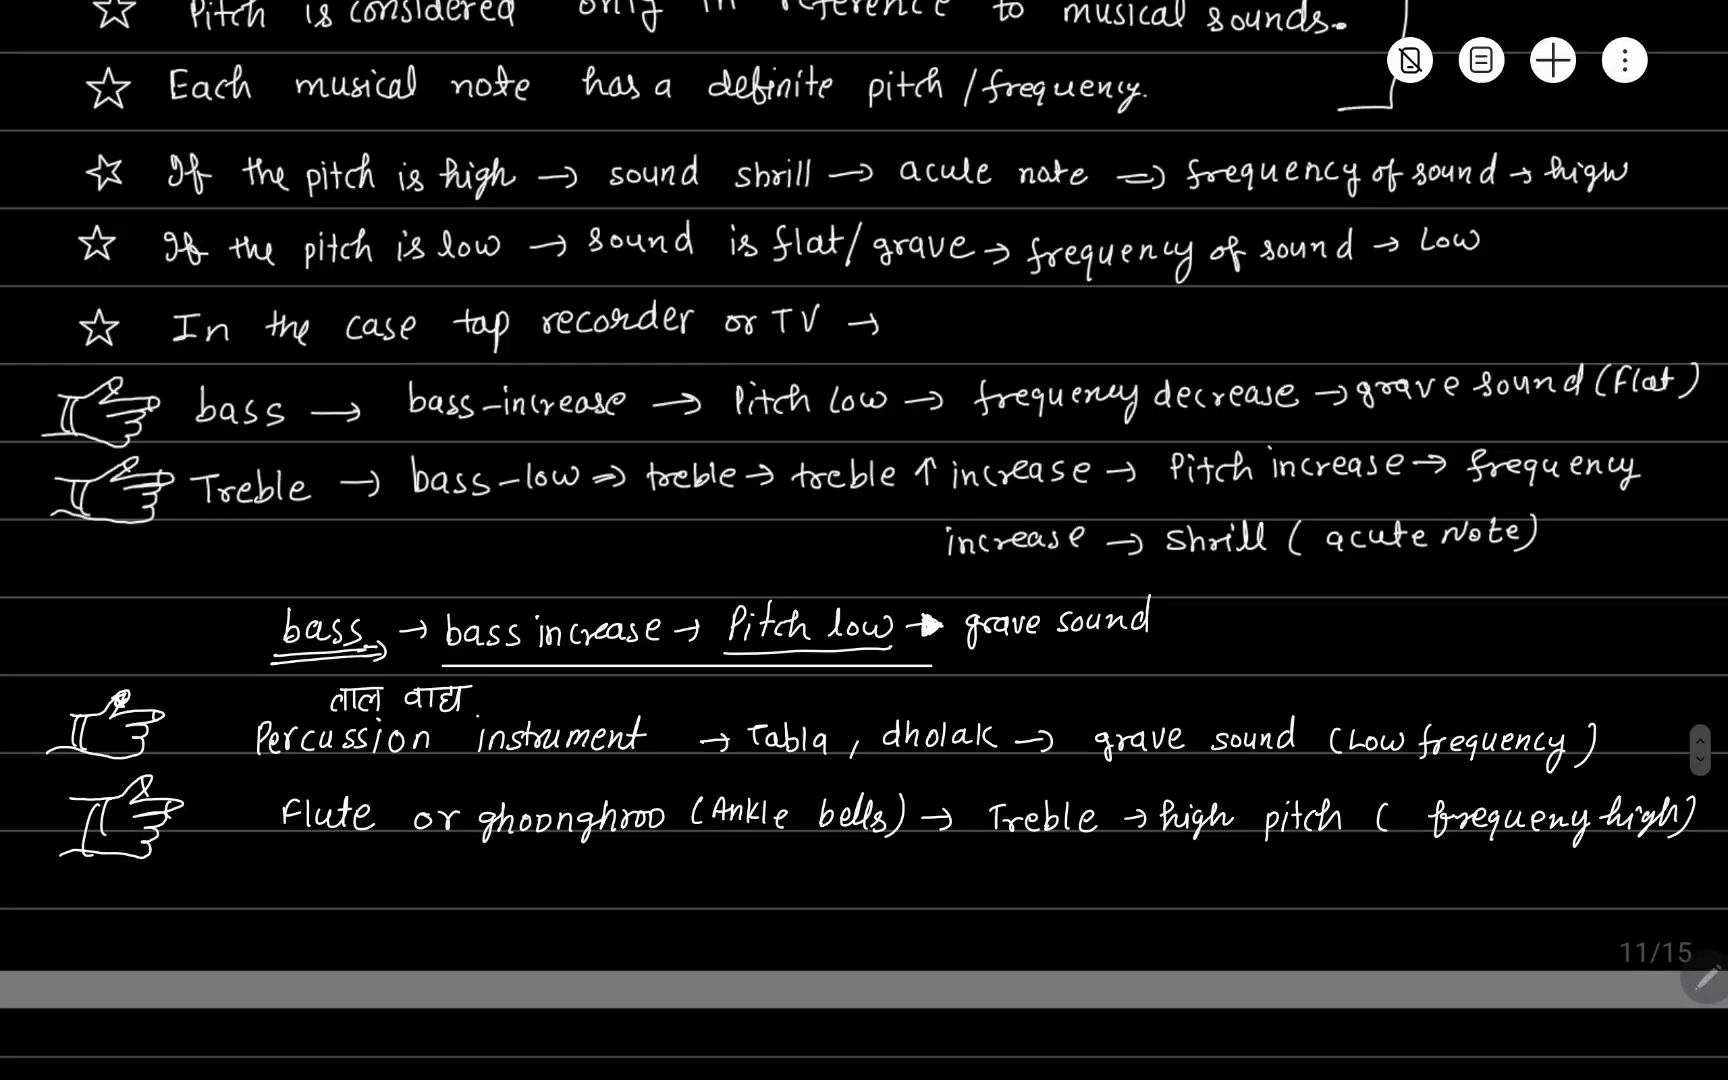 ☆ Pitch is considered only in reference to musical sounds.
☆ Each musical note has a definite pitch / frequency.
☆ If the pitch is high → sound shrill → acute note ⇒ frequency of sound → high
☆ If the pitch is low → sound is flat/ grave → frequency of sound → Low
☆ In the case tap recorder or TV →
bass → bass-increase → Pitch low → frequency decrease → grave sound (flat)
Treble → bass-low ⇒ treble → treble ↑ increase → Pitch increase → frequency
increase → Shrill ( acute Note)
bass → bass increase → Pitch low → grave sound
ताल वाद्य
Percussion instrument → Tabla, dholak → grave sound (Low frequency)
Flute or ghoonghroo (Ankle bells) → Treble → high pitch ( frequeny high)
11/15